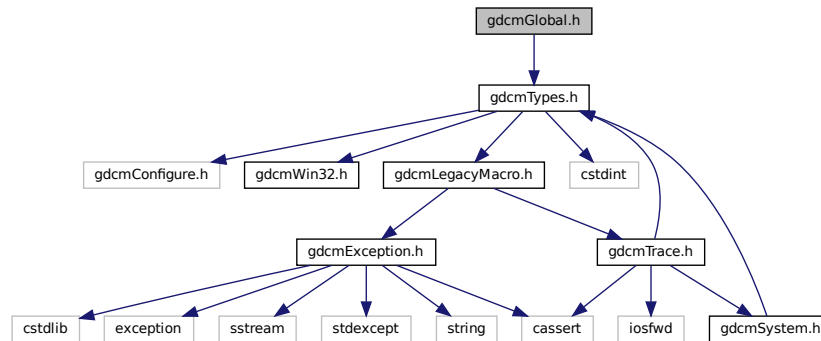 gdcmGlobal.h
gdcmTypes.h
gdcmConfigure.h
gdcmWin32.h
gdcmLegacyMacro.h
cstdint
gdcmException.h
gdcmTrace.h
cstdlib
exception
sstream
stdexcept
string
cassert
iosfwd
gdcmSystem.h